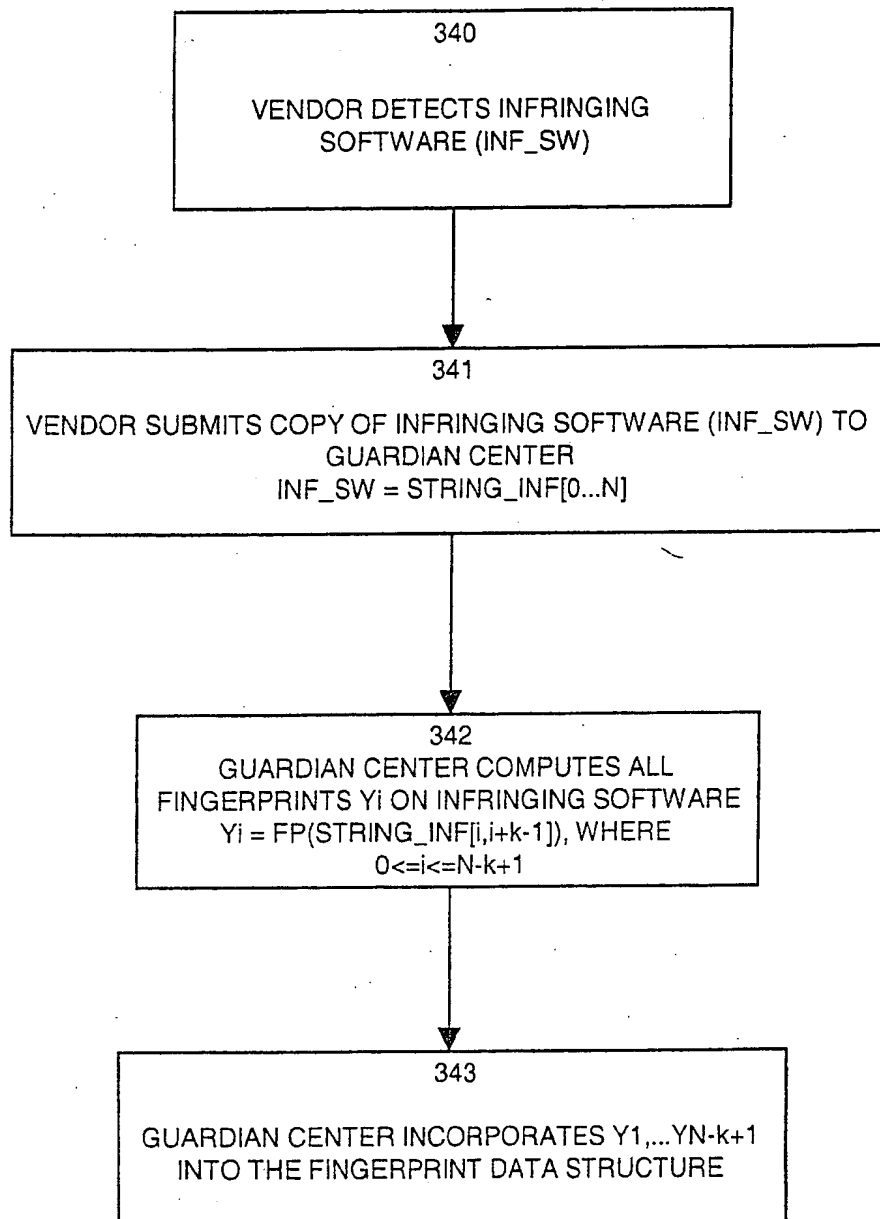 340
VENDOR DETECTS INFRINGING
SOFTWARE (INF_SW)
341
VENDOR SUBMITS COPY OF INFRINGING SOFTWARE (INF_SW) TO
GUARDIAN CENTER
INF_SW = STRING_INF[0...N]
342
GUARDIAN CENTER COMPUTES ALL
FINGERPRINTS Yi ON INFRINGING SOFTWARE
Yi = FP(STRING_INF[i,i+k-1]), WHERE
0<=i<=N-k+1
343
GUARDIAN CENTER INCORPORATES Y1,...YN-k+1
INTO THE FINGERPRINT DATA STRUCTURE